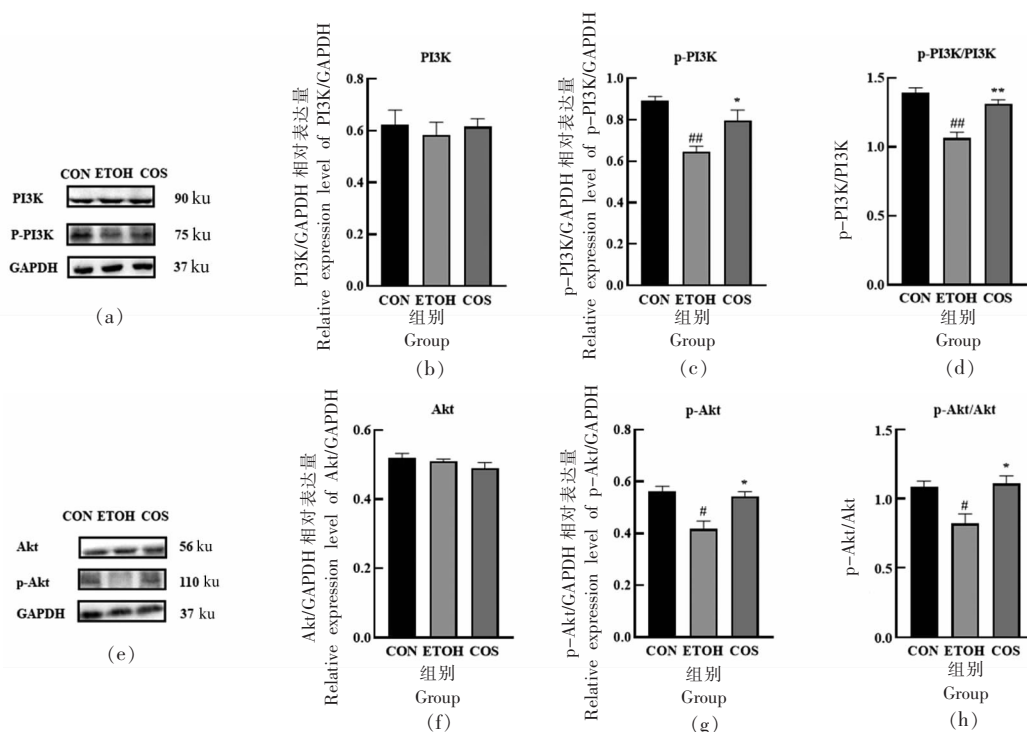 CON ETOH COS
PI3K 90 ku
P-PI3K 75 ku
GAPDH 37 ku
(a)
PI3K
PI3K/GAPDH 相对表达量
Relative expression level of PI3K/GAPDH
0.8
0.6
0.4
0.2
0.0
CON ETOH COS
组别
Group
(b)
p-PI3K
p-PI3K/GAPDH 相对表达量
Relative expression level of p-PI3K/GAPDH
1.0
0.8
0.6
0.4
0.2
0.0
##
*
CON ETOH COS
组别
Group
(c)
p-PI3K/PI3K
p-PI3K/PI3K
1.5
1.0
1.5
0.0
##
**
CON ETOH COS
组别
Group
(d)
CON ETOH COS
Akt 56 ku
p-Akt 110 ku
GAPDH 37 ku
(e)
Akt
Akt/GAPDH 相对表达量
Relative expression level of Akt/GAPDH
0.6
0.4
0.2
0.0
CON ETOH COS
组别
Group
(f)
p-Akt
p-Akt/GAPDH 相对表达量
Relative expression level of p-Akt/GAPDH
0.8
0.6
0.4
0.2
0.0
#
*
CON ETOH COS
组别
Group
(g)
p-Akt/Akt
p-Akt/Akt
1.5
1.0
0.5
0.0
#
*
CON ETOH COS
组别
Group
(h)